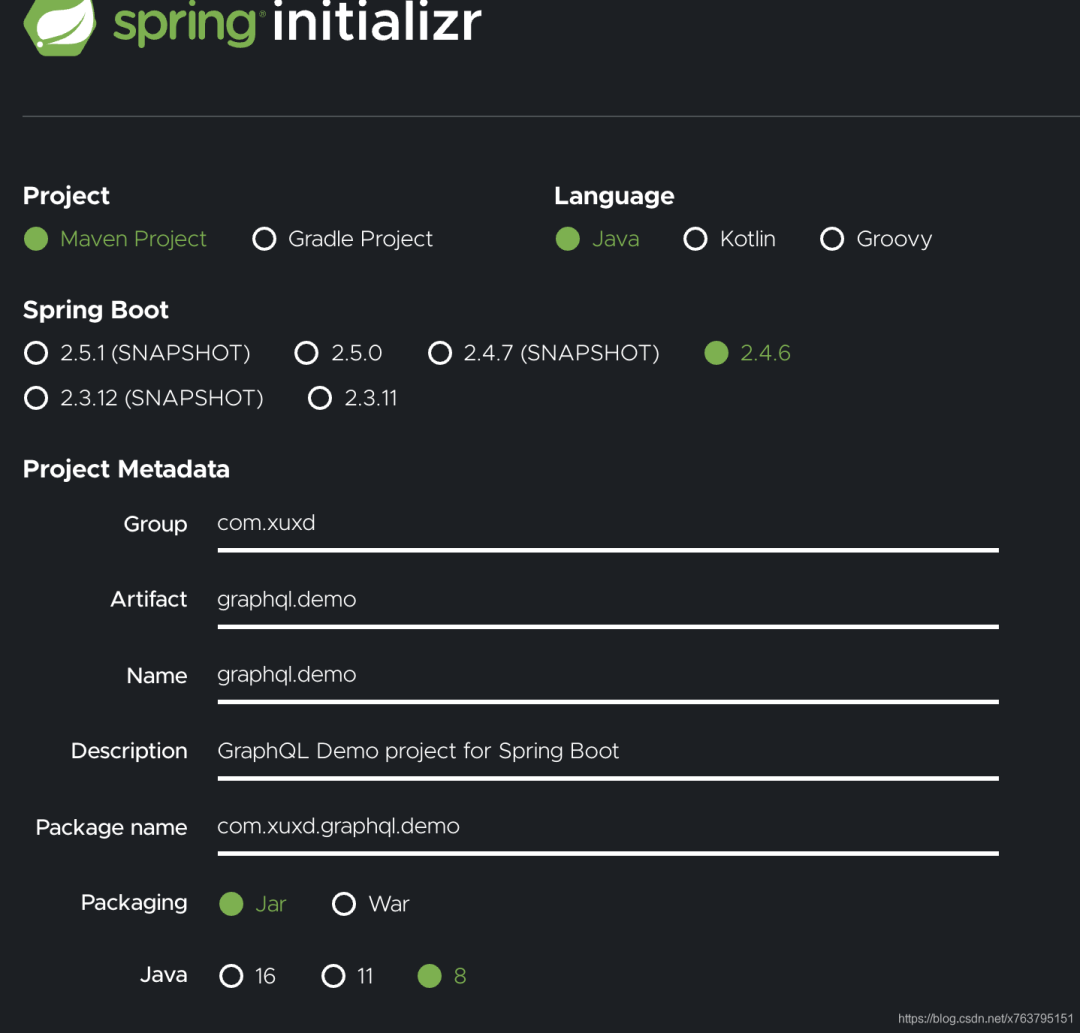 spring initializr
Project
Language
Maven Project Gradle Project
Java Kotlin Groovy
Spring Boot
2.5.1 (SNAPSHOT) 2.5.0 2.4.7 (SNAPSHOT) 2.4.6
2.3.12 (SNAPSHOT) 2.3.11
Project Metadata
Group com.xuxd
Artifact graphql.demo
Name graphql.demo
Description GraphQL Demo project for Spring Boot
Package name com.xuxd.graphql.demo
Packaging Jar War
Java 16 11 8
https://blog.csdn.net/x763795151